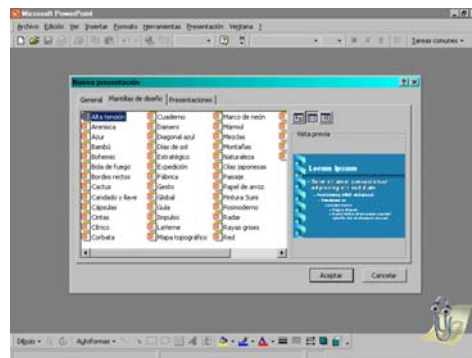 Microsoft PowerPoint
Archivo Edición Ver Insertar Formato Herramientas Presentación Ventana ?
N K S Tareas comunes
Nueva presentación
General Plantillas de diseño Presentaciones
Alta tensión Cuaderno Marco de neón
Arenisca Damero Mármol
Azur Diagonal azul Mezclas
Bambú Días de sol Montañas
Bohemio Estratégico Naturaleza
Bola de fuego Expedición Olas japonesas
Bordes rectos Fábrica Paisaje
Cactus Gesto Papel de arroz
Candado y llave Global Pintura Sumi
Cápsulas Guía Posmoderno
Cintas Impulso Radar
Cítrico LaVerne Rayas grises
Corbata Mapa topográfico Red
Vista previa
Lorem Ipsum
Aceptar Cancelar
Dibujo Autoformas